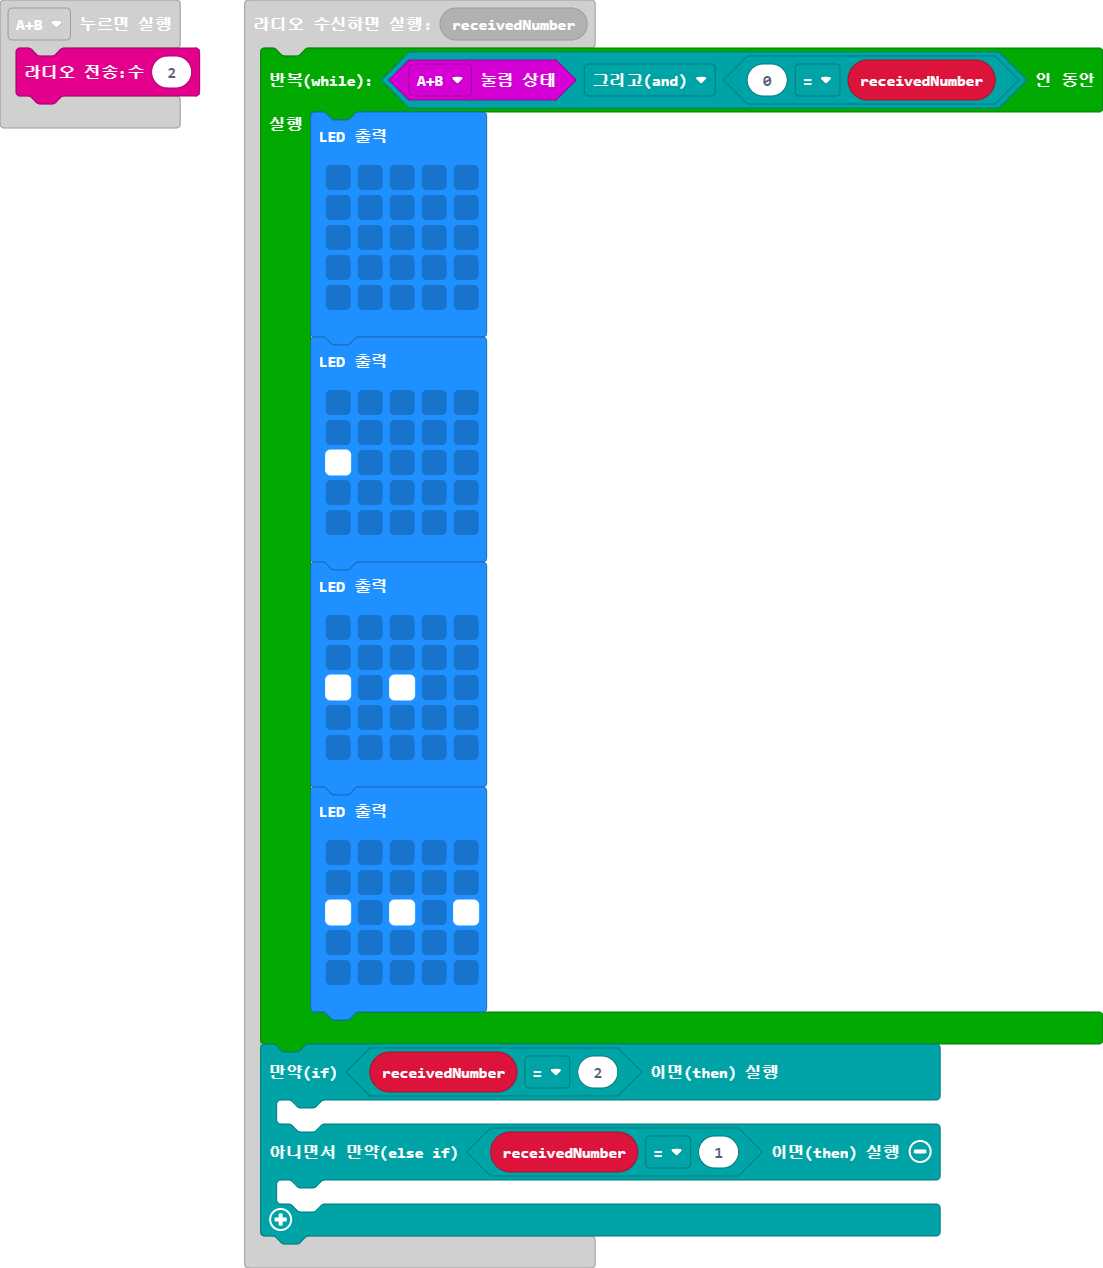 A+B 누르면 실행
라디오 전송:수 2
라디오 수신하면 실행: receivedNumber
반복(while): A+B 눌림 상태 그리고(and) 0 = receivedNumber 인 동안
실행
LED 출력
LED 출력
LED 출력
LED 출력
만약(if) receivedNumber = 2 이면(then) 실행
아니면서 만약(else if) receivedNumber = 1 이면(then) 실행